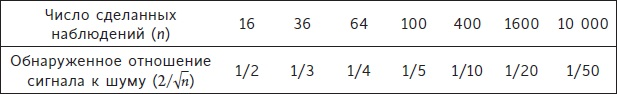 Число сделанных наблюдений (n) 16 36 64 100 400 1600 10 000
Обнаруженное отношение сигнала к шуму (2/√n) 1/2 1/3 1/4 1/5 1/10 1/20 1/50